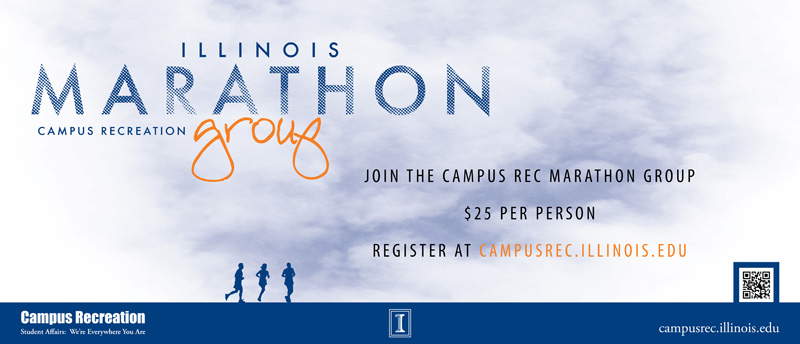 ILLINOIS
MARATHON
CAMPUS RECREATION group
JOIN THE CAMPUS REC MARATHON GROUP
$25 PER PERSON
REGISTER AT CAMPUSREC.ILLINOIS.EDU
Campus Recreation
Student Affairs: We're Everywhere You Are
I
campusrec.illinois.edu